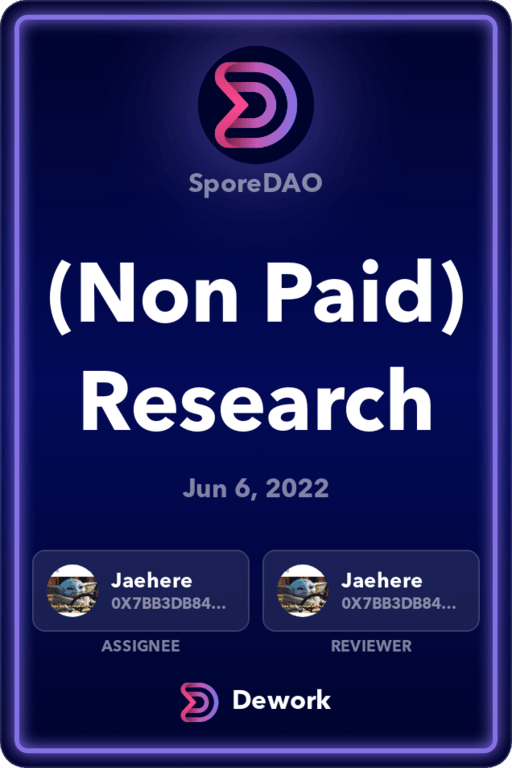 SporeDAO
(Non Paid)
Research
Jun 6, 2022
Jaehere
0X7BB3DB84...
ASSIGNEE
Jaehere
0X7BB3DB84...
REVIEWER
Dework